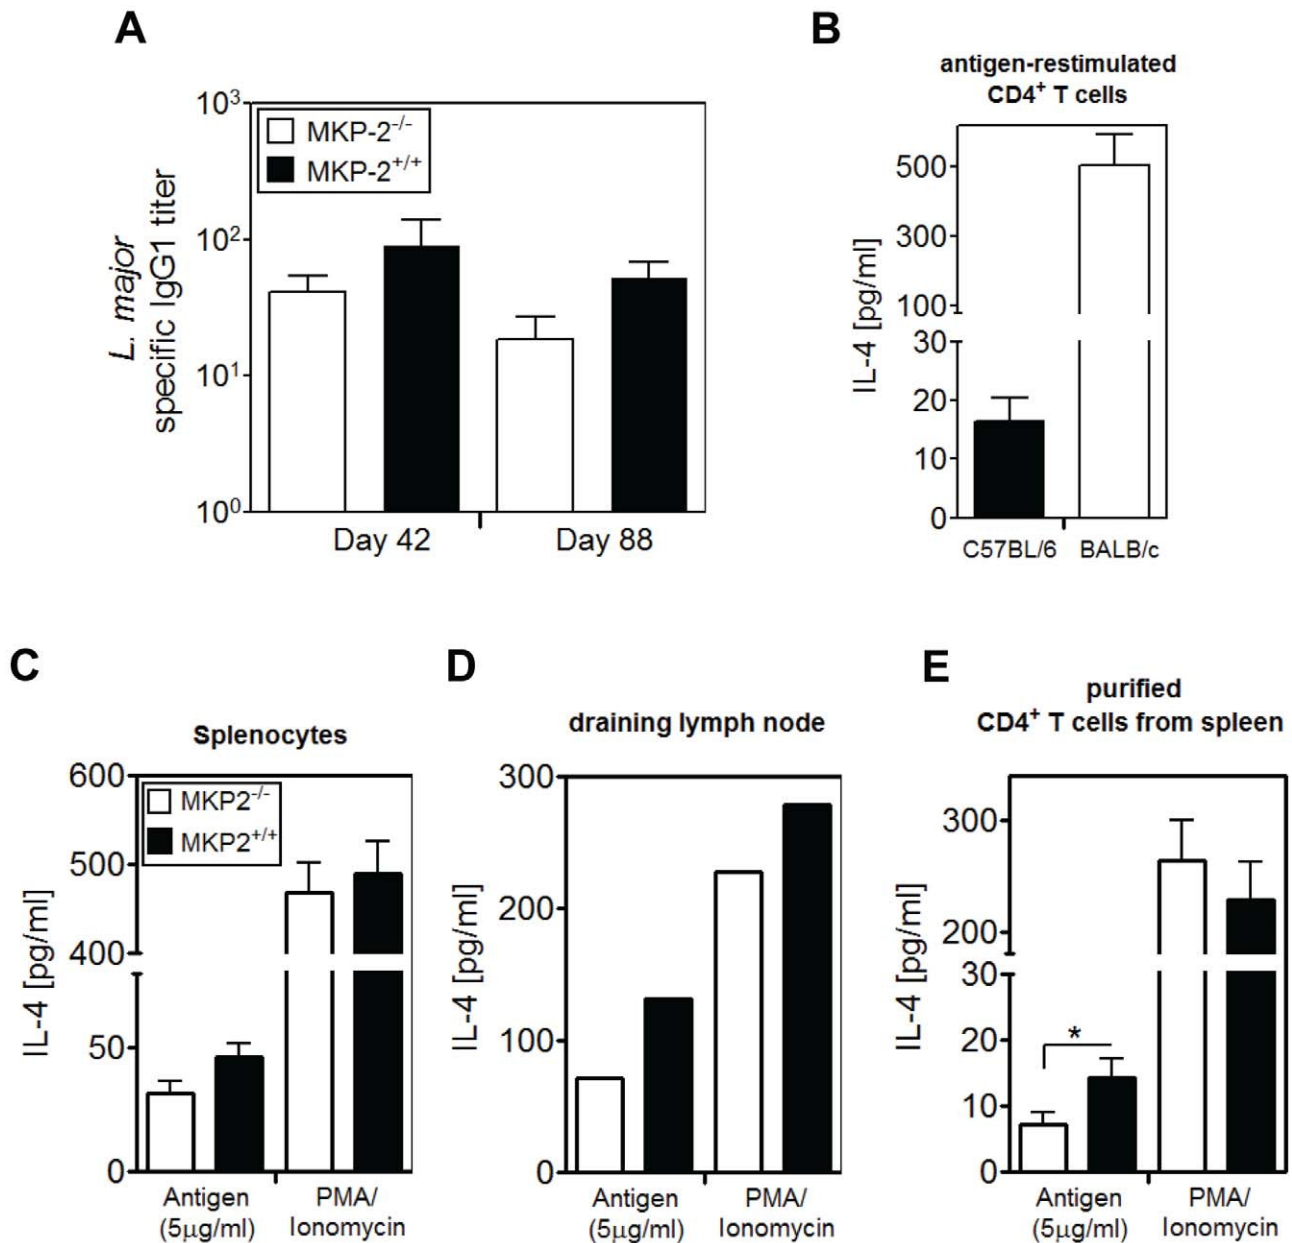 A
10³
10²
10¹
10⁰
L. major
specific IgG1 titer
MKP-2⁻/⁻
MKP-2⁺/⁺
Day 42
Day 88
B
antigen-restimulated
CD4⁺ T cells
IL-4 [pg/ml]
500
300
100
30
20
10
0
C57BL/6
BALB/c
C
Splenocytes
IL-4 [pg/ml]
600
500
400
50
0
MKP2⁻/⁻
MKP2⁺/⁺
Antigen
(5µg/ml)
PMA/
Ionomycin
D
draining lymph node
IL-4 [pg/ml]
300
200
100
0
Antigen
(5µg/ml)
PMA/
Ionomycin
E
purified
CD4⁺ T cells from spleen
IL-4 [pg/ml]
300
200
30
20
10
0
*
Antigen
(5µg/ml)
PMA/
Ionomycin